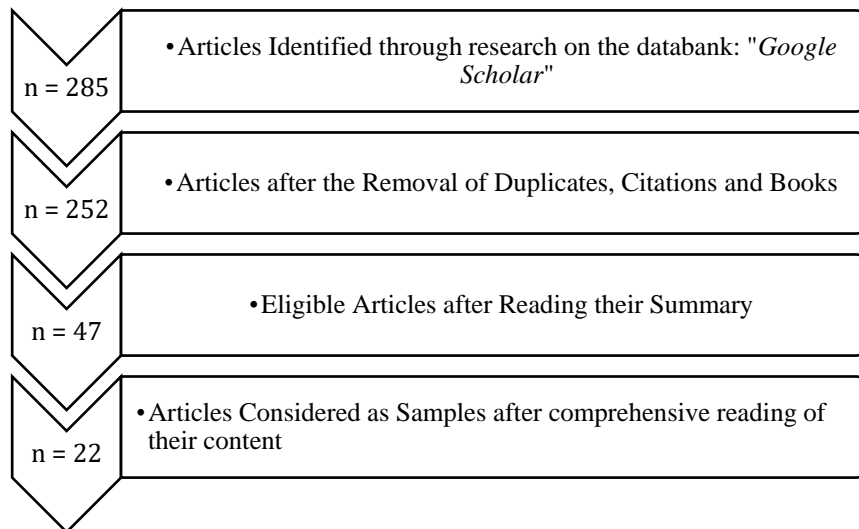 n = 285
•Articles Identified through research on the databank: "Google
Scholar"
n = 252
•Articles after the Removal of Duplicates, Citations and Books
n = 47
•Eligible Articles after Reading their Summary
n = 22
•Articles Considered as Samples after comprehensive reading of
their content